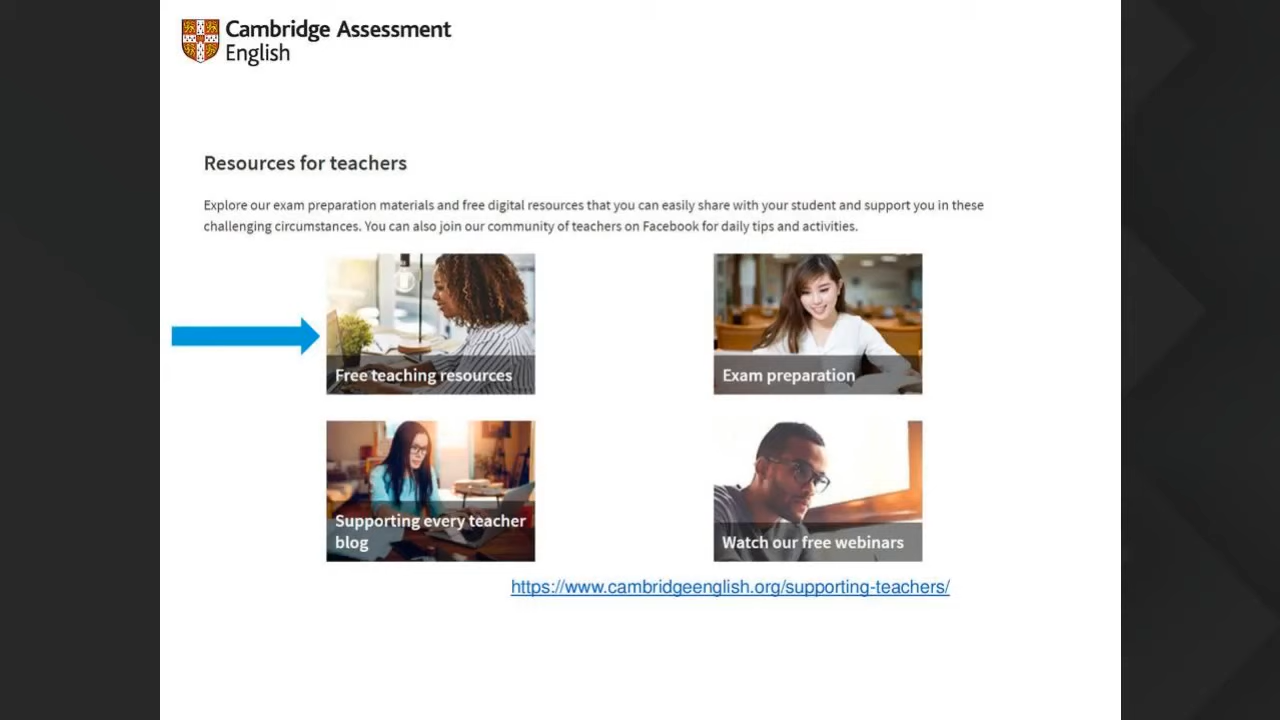 Cambridge Assessment
English
Resources for teachers
Explore our exam preparation materials and free digital resources that you can easily share with your student and support you in these
challenging circumstances. You can also join our community of teachers on Facebook for daily tips and activities.
Free teaching resources
Exam preparation
Supporting every teacher
blog
Watch our free webinars
https://www.cambridgeenglish.org/supporting-teachers/